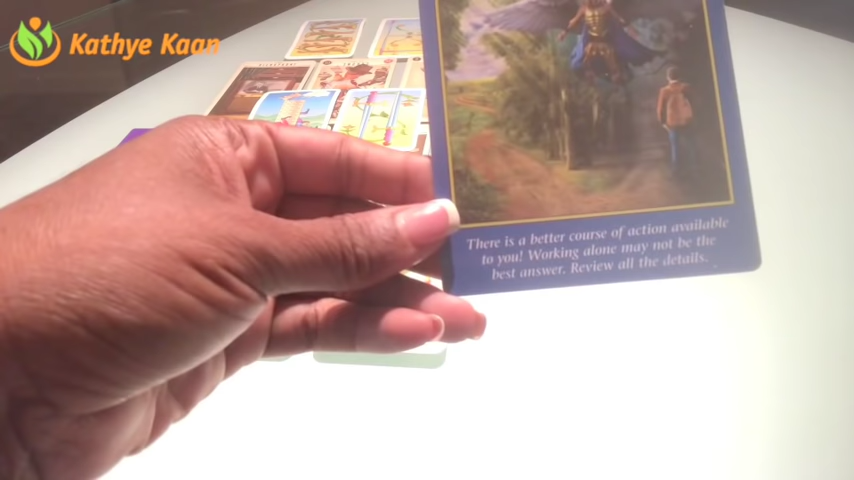 Kathye Kaan
There is a better course of action available
to you! Working alone may not be the
best answer. Review all the details.